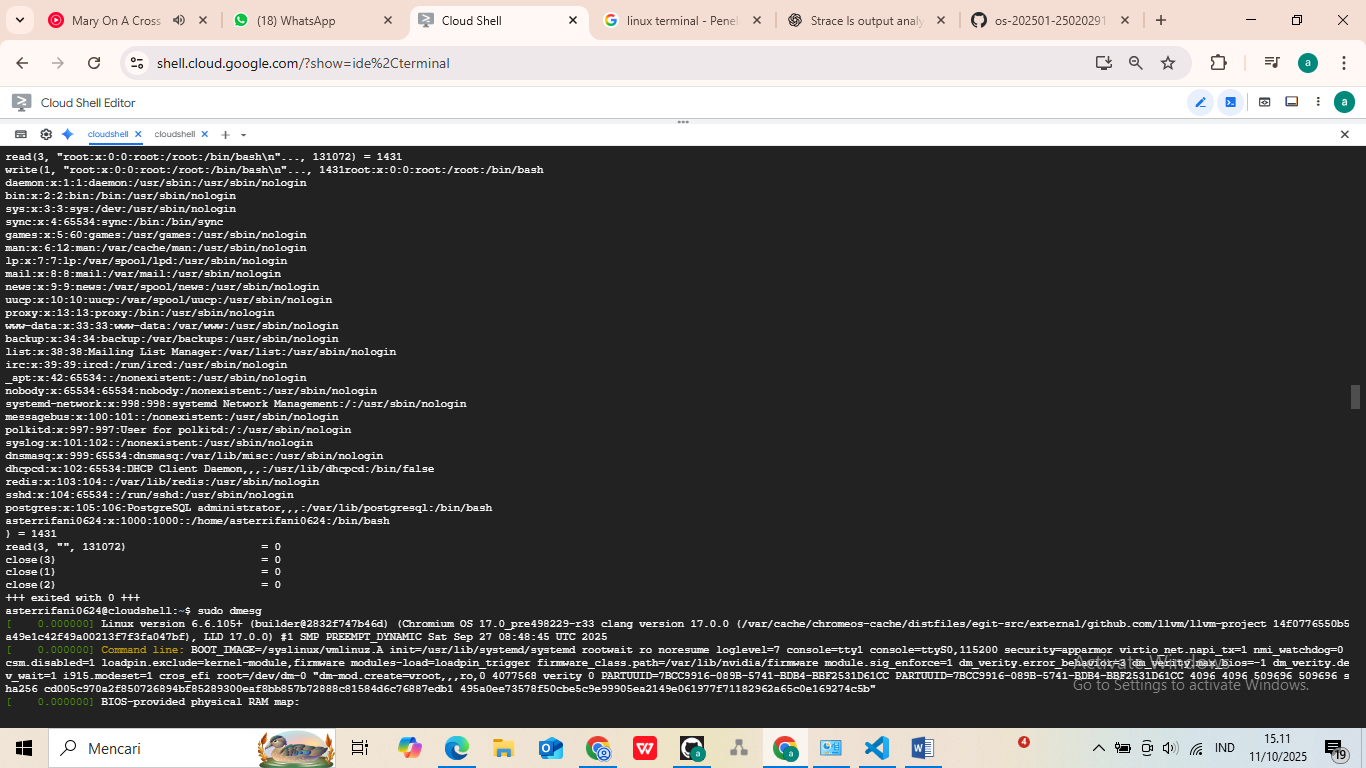 Mary On A Cross
(18) WhatsApp
Cloud Shell
linux terminal - Penel
Strace ls output analy
os-202501-25020291
shell.cloud.google.com/?show=ide%2Cterminal
a
Cloud Shell Editor
a
cloudshell
cloudshell
read(3, "root:x:0:0:root:/root:/bin/bash\n"..., 131072) = 1431
write(1, "root:x:0:0:root:/root:/bin/bash\n"..., 1431root:x:0:0:root:/root:/bin/bash
daemon:x:1:1:daemon:/usr/sbin:/usr/sbin/nologin
bin:x:2:2:bin:/bin:/usr/sbin/nologin
sys:x:3:3:sys:/dev:/usr/sbin/nologin
sync:x:4:65534:sync:/bin:/bin/sync
games:x:5:60:games:/usr/games:/usr/sbin/nologin
man:x:6:12:man:/var/cache/man:/usr/sbin/nologin
lp:x:7:7:lp:/var/spool/lpd:/usr/sbin/nologin
mail:x:8:8:mail:/var/mail:/usr/sbin/nologin
news:x:9:9:news:/var/spool/news:/usr/sbin/nologin
uucp:x:10:10:uucp:/var/spool/uucp:/usr/sbin/nologin
proxy:x:13:13:proxy:/bin:/usr/sbin/nologin
www-data:x:33:33:www-data:/var/www:/usr/sbin/nologin
backup:x:34:34:backup:/var/backups:/usr/sbin/nologin
list:x:38:38:Mailing List Manager:/var/list:/usr/sbin/nologin
irc:x:39:39:ircd:/run/ircd:/usr/sbin/nologin
_apt:x:42:65534::/nonexistent:/usr/sbin/nologin
nobody:x:65534:65534:nobody:/nonexistent:/usr/sbin/nologin
systemd-network:x:998:998:systemd Network Management:/:/usr/sbin/nologin
messagebus:x:100:101::/nonexistent:/usr/sbin/nologin
polkitd:x:997:997:User for polkitd:/:/usr/sbin/nologin
syslog:x:101:102::/nonexistent:/usr/sbin/nologin
dnsmasq:x:999:65534:dnsmasq:/var/lib/misc:/usr/sbin/nologin
dhcpcd:x:102:65534:DHCP Client Daemon,,,:/usr/lib/dhcpcd:/bin/false
redis:x:103:104::/var/lib/redis:/usr/sbin/nologin
sshd:x:104:65534::/run/sshd:/usr/sbin/nologin
postgres:x:105:106:PostgreSQL administrator,,,:/var/lib/postgresql:/bin/bash
asterrifani0624:x:1000:1000::/home/asterrifani0624:/bin/bash
) = 1431
read(3, "", 131072) = 0
close(3) = 0
close(1) = 0
close(2) = 0
+++ exited with 0 +++
asterrifani0624@cloudshell:~$ sudo dmesg
[ 0.000000] Linux version 6.6.105+ (builder@2832f747b46d) (Chromium OS 17.0_pre498229-r33 clang version 17.0.0 (/var/cache/chromeos-cache/distfiles/egit-src/external/github.com/llvm/llvm-project 14f0776550b5
a49e1c42f49a00213f7f3fa047bf), LLD 17.0.0) #1 SMP PREEMPT_DYNAMIC Sat Sep 27 08:48:45 UTC 2025
[ 0.000000] Command line: BOOT_IMAGE=/syslinux/vmlinuz.A init=/usr/lib/systemd/systemd rootwait ro noresume loglevel=7 console=tty1 console=ttyS0,115200 security=apparmor virtio_net.napi_tx=1 nmi_watchdog=0
csm.disabled=1 loadpin.exclude=kernel-module,firmware modules-load=loadpin_trigger firmware_class.path=/var/lib/nvidia/firmware module.sig_enforce=1 dm_verity.error_behavior=3 dm_verity.max_bios=-1 dm_verity.de
v_wait=1 i915.modeset=1 cros_efi root=/dev/dm-0 "dm-mod.create=vroot,,,ro,0 4077568 verity 0 PARTUUID=7BCC9916-089B-5741-BDB4-BBF2531D61CC PARTUUID=7BCC9916-089B-5741-BDB4-BBF2531D61CC 4096 4096 509696 509696 s
ha256 cd005c970a2f850726894bf85289300eaf8bb857b72888c81584d6c76887edb1 495a0ee73578f50cbe5c9e99905ea2149e061977f71182962a65c0e169274c5b"
[ 0.000000] BIOS-provided physical RAM map:
Activate Windows
Go to Settings to activate Windows.
Mencari
4
IND
15.11
11/10/2025
19